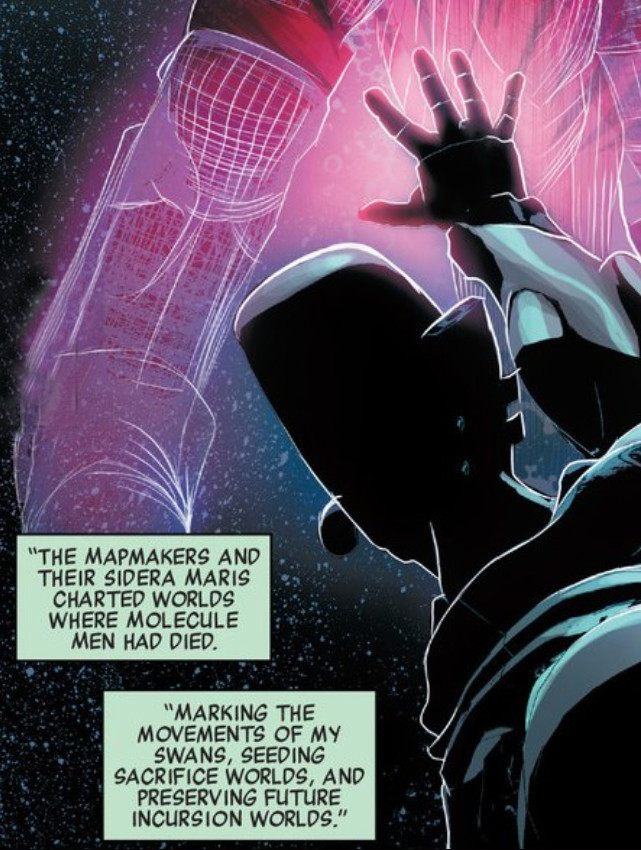 "THE MAPMAKERS AND
THEIR SIDERA MARIS
CHARTED WORLDS
WHERE MOLECULE
MEN HAD DIED.
"MARKING THE
MOVEMENTS OF MY
SWANS, SEEDING
SACRIFICE WORLDS, AND
PRESERVING FUTURE
INCURSION WORLDS."